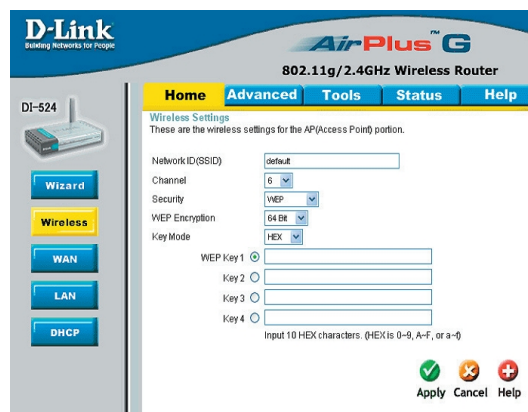 D-Link
Building Networks for People
AirPlus™ G
802.11g/2.4GHz Wireless Router
DI-524
Home Advanced Tools Status Help
Wireless Settings
These are the wireless settings for the AP(Access Point) portion.
Network ID(SSID) default
Channel 6
Security WEP
WEP Encryption 64 Bit
Key Mode HEX
WEP Key 1
Key 2
Key 3
Key 4
Input 10 HEX characters. (HEX is 0~9, A~F, or a~f)
Wizard
Wireless
WAN
LAN
DHCP
Apply Cancel Help